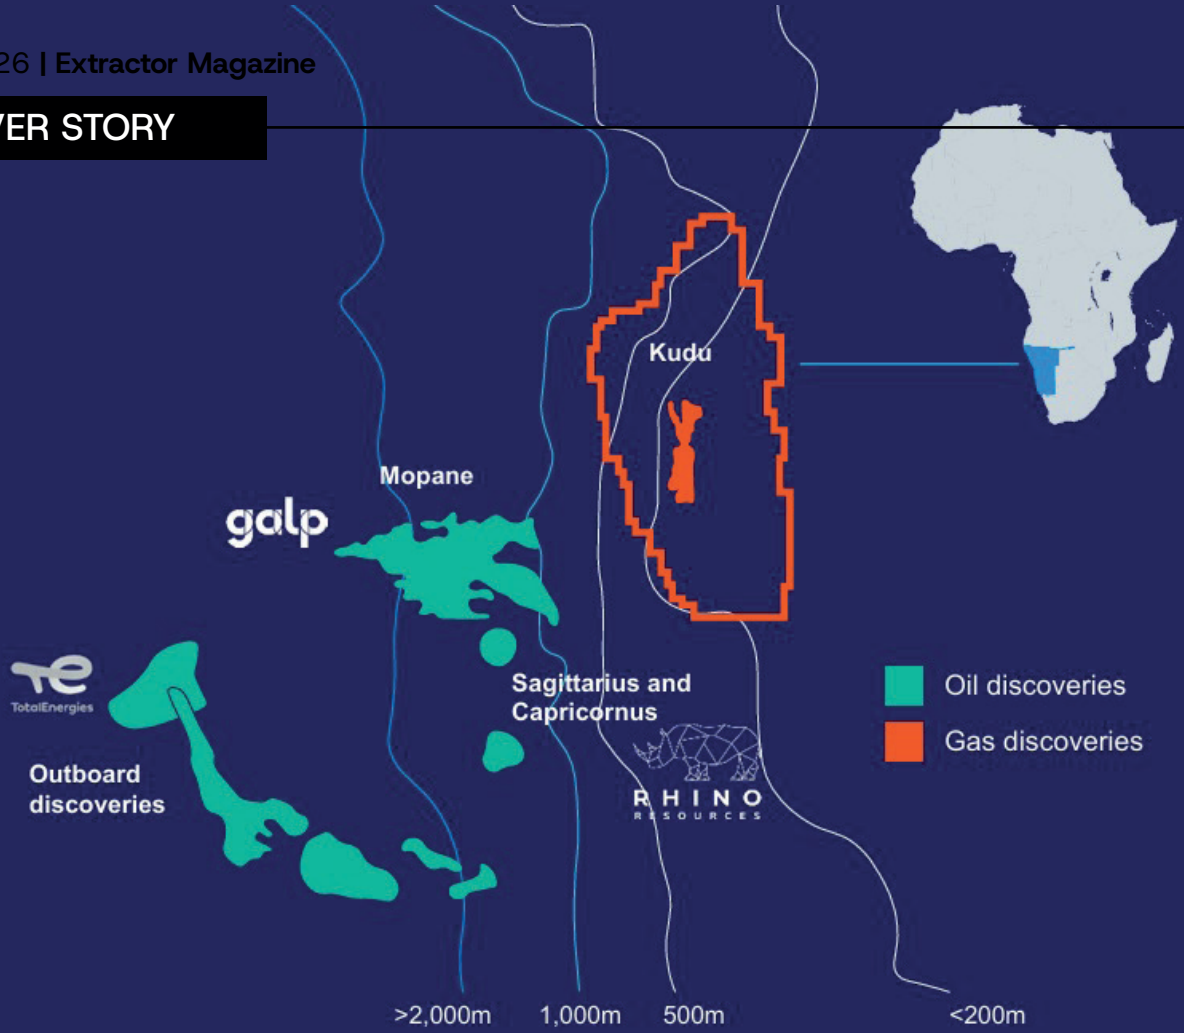 26 | Extractor Magazine
VER STORY
Kudu
Mopane
galp
Sagittarius and
Capricornus
TotalEnergies
RHINO
RESOURCES
Outboard
discoveries
Oil discoveries
Gas discoveries
>2,000m
1,000m
500m
<200m